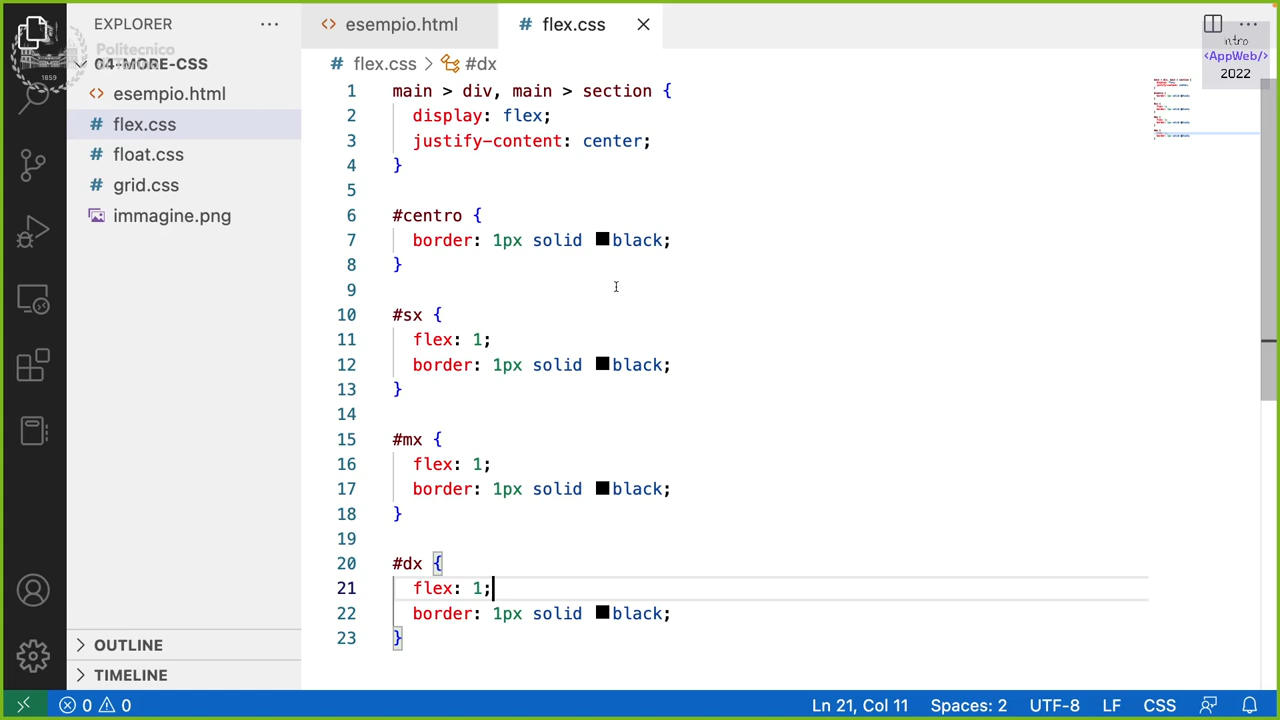 EXPLORER
04-MORE-CSS
esempio.html
flex.css
float.css
grid.css
immagine.png
OUTLINE
TIMELINE
Politecnico
1859
esempio.html
flex.css
flex.css > #dx
1 main > div, main > section {
2 display: flex;
3 justify-content: center;
4 }
5
6 #centro {
7 border: 1px solid black;
8 }
9
10 #sx {
11 flex: 1;
12 border: 1px solid black;
13 }
14
15 #mx {
16 flex: 1;
17 border: 1px solid black;
18 }
19
20 #dx {
21 flex: 1;
22 border: 1px solid black;
23 }
<AppWeb/>
2022
0 0 Ln 21, Col 11 Spaces: 2 UTF-8 LF CSS